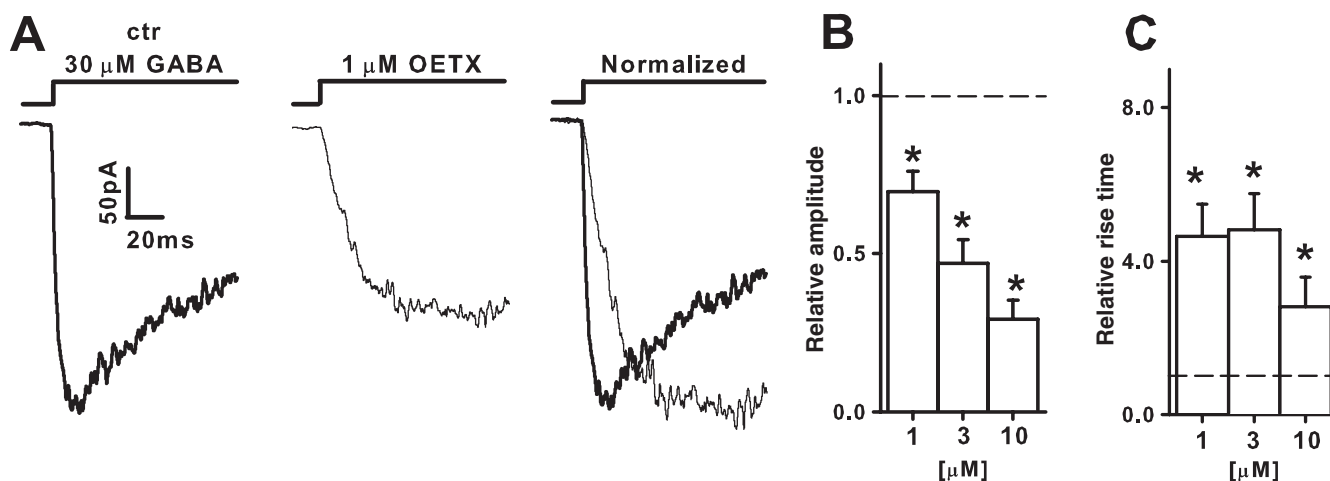 A
ctr
30 μM GABA
1 μM OETX
Normalized
50pA
20ms
B
Relative amplitude
1.0
0.5
0.0
1 3 10
[μM]
C
Relative rise time
8.0
4.0
0.0
1 3 10
[μM]
* * *
* * *